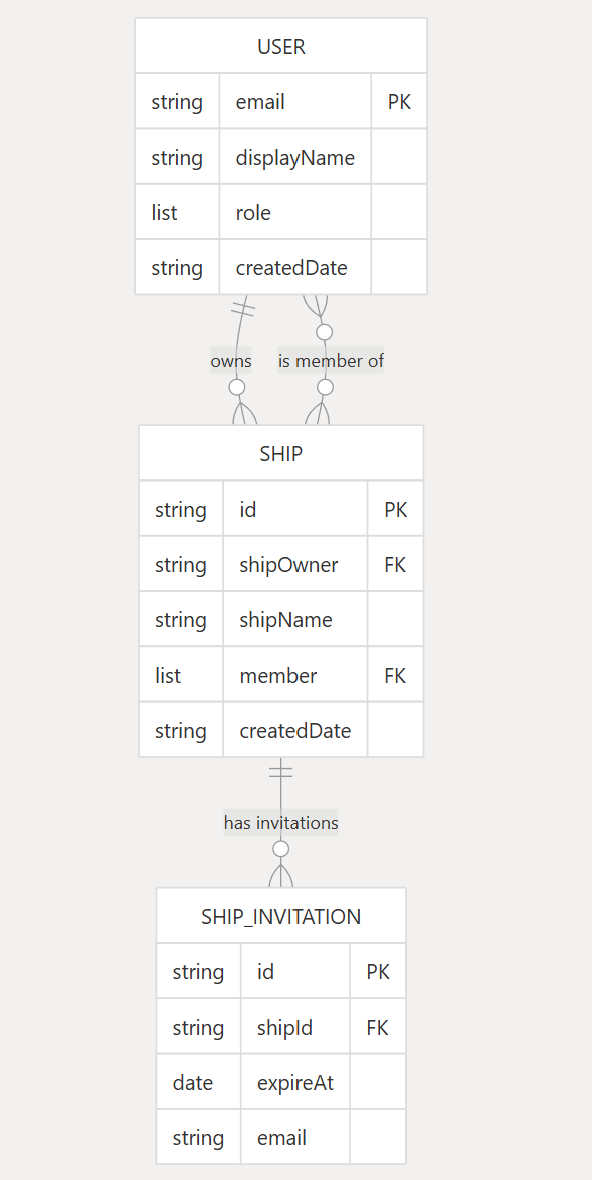 USER
string email PK
string displayName
list role
string createdDate
owns is member of
SHIP
string id PK
string shipOwner FK
string shipName
list member FK
string createdDate
has invitations
SHIP_INVITATION
string id PK
string shipId FK
date expireAt
string email